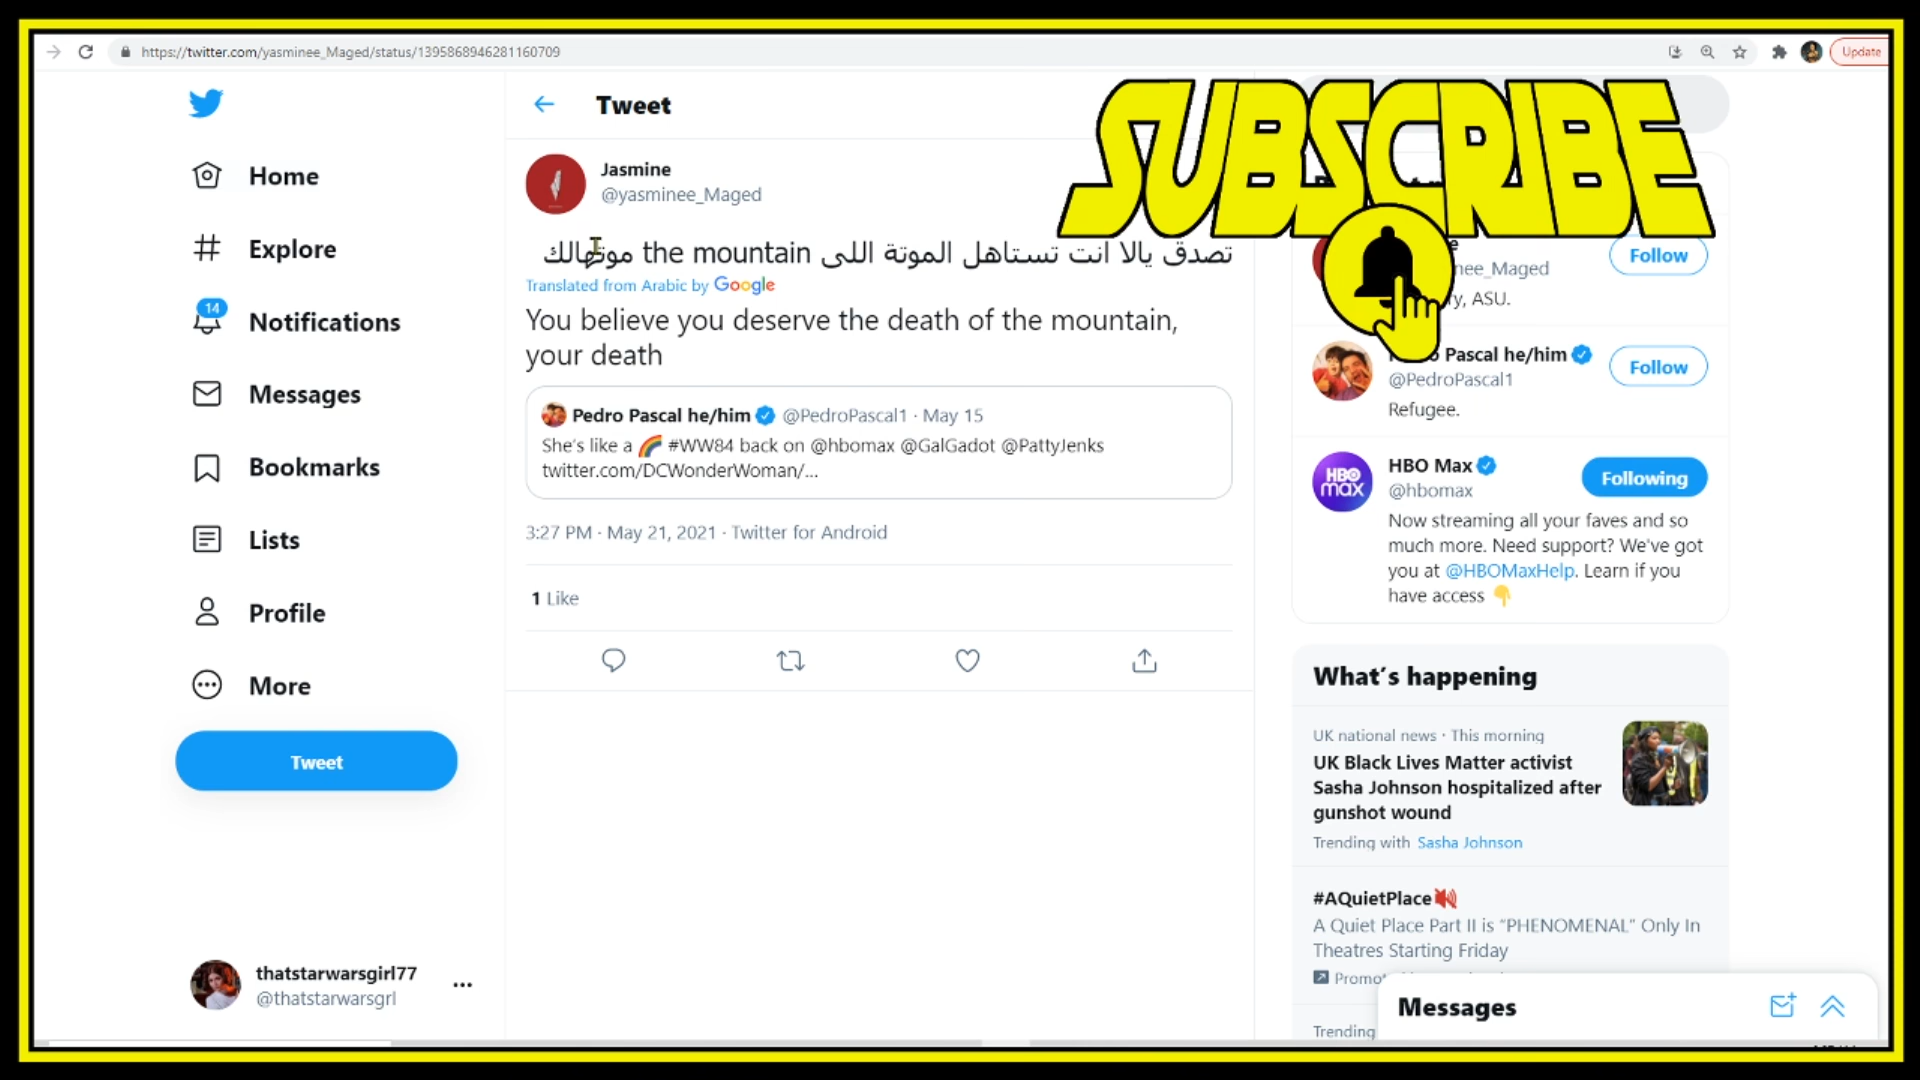 https://twitter.com/yasminee_Maged/status/1395868946281160709
Update
SUBSCRIBE
Home
Explore
14
Notifications
Messages
Bookmarks
Lists
Profile
More
Tweet
thatstarwarsgirl77
@thatstarwarsgrl
Tweet
Jasmine
@yasminee_Maged
تصدق يالا انت تستاهل الموتة اللى the mountain موتهالك
Translated from Arabic by Google
You believe you deserve the death of the mountain,
your death
Pedro Pascal he/him @PedroPascal1 · May 15
She's like a 🌈 #WW84 back on @hbomax @GalGadot @PattyJenks
twitter.com/DCWonderWoman/...
3:27 PM · May 21, 2021 · Twitter for Android
1 Like
Follow
ASU.
Pascal he/him
@PedroPascal1
Follow
Refugee.
HBO max
HBO Max
@hbomax
Following
Now streaming all your faves and so
much more. Need support? We've got
you at @HBOMaxHelp. Learn if you
have access 👇
What's happening
UK national news · This morning
UK Black Lives Matter activist
Sasha Johnson hospitalized after
gunshot wound
Trending with Sasha Johnson
#AQuietPlace
A Quiet Place Part II is "PHENOMENAL" Only In
Theatres Starting Friday
Trending
Messages